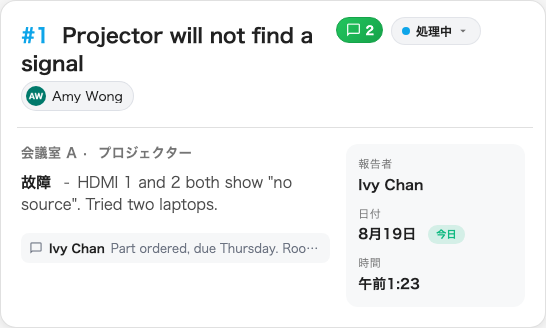 #1 Projector will not find a
signal
2
処理中
AW Amy Wong
会議室 A · プロジェクター
故障 - HDMI 1 and 2 both show "no
source". Tried two laptops.
Ivy Chan Part ordered, due Thursday. Roo…
報告者
Ivy Chan
日付
8月19日 今日
時間
午前1:23